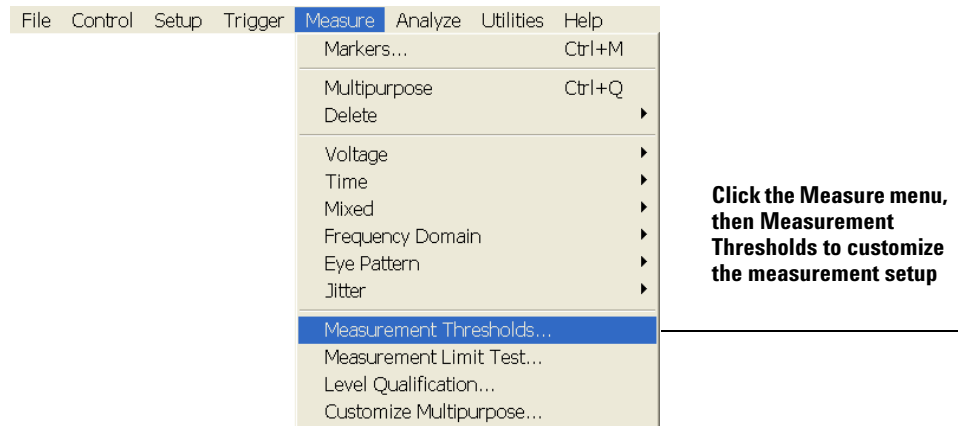 File Control Setup Trigger Measure Analyze Utilities Help
Markers... Ctrl+M
Multipurpose Ctrl+Q
Delete
Voltage
Time
Mixed
Frequency Domain
Eye Pattern
Jitter
Measurement Thresholds...
Measurement Limit Test...
Level Qualification...
Customize Multipurpose...
Click the Measure menu,
then Measurement
Thresholds to customize
the measurement setup